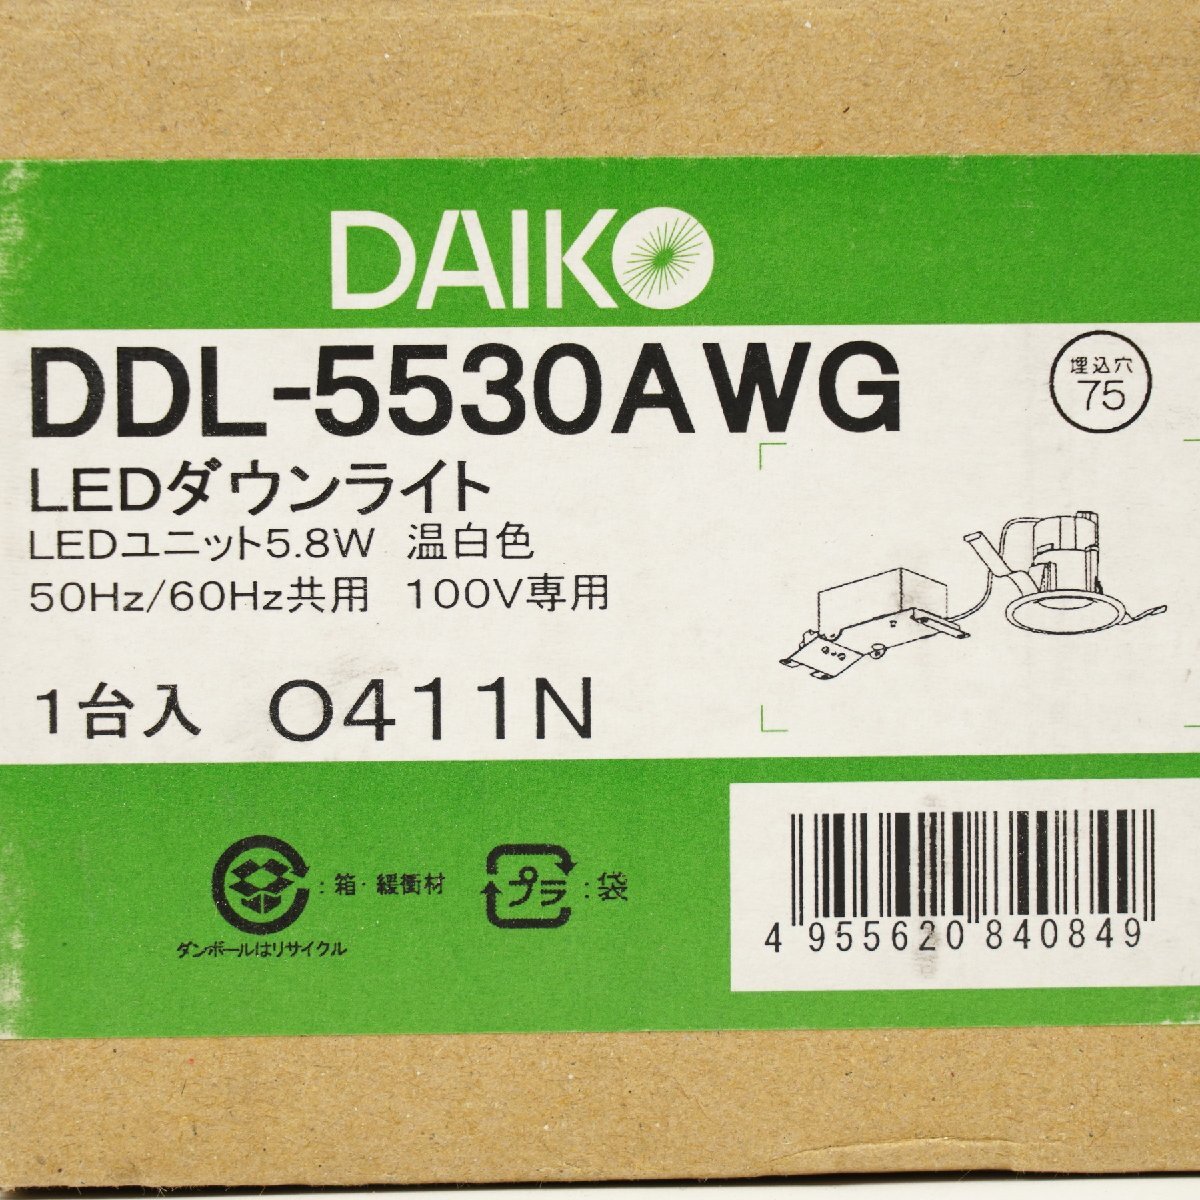 DAIKO
DDL-5530AWG
埋込穴
75
LEDダウンライト
LEDユニット5.8W 温白色
50Hz/60Hz共用 100V専用
1台入 0411N
:箱・緩衝材
ダンボールはリサイクル
プラ:袋
4 955620 840849